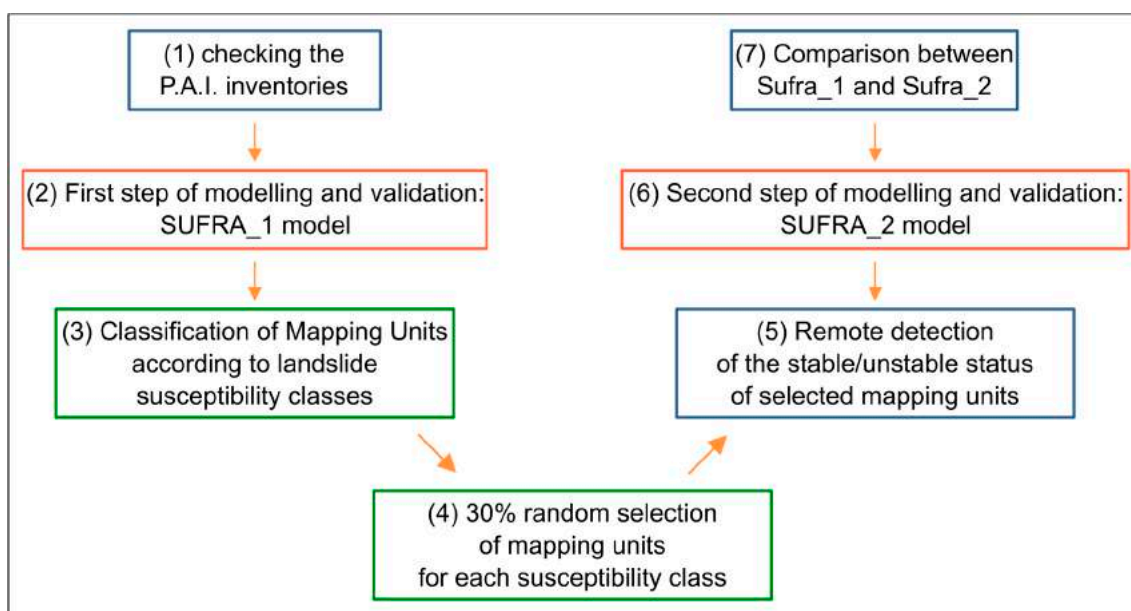 (1) checking the
P.A.I. inventories
(2) First step of modelling and validation:
SUFRA_1 model
(3) Classification of Mapping Units
according to landslide
susceptibility classes
(4) 30% random selection
of mapping units
for each susceptibility class
(5) Remote detection
of the stable/unstable status
of selected mapping units
(6) Second step of modelling and validation:
SUFRA_2 model
(7) Comparison between
Sufra_1 and Sufra_2